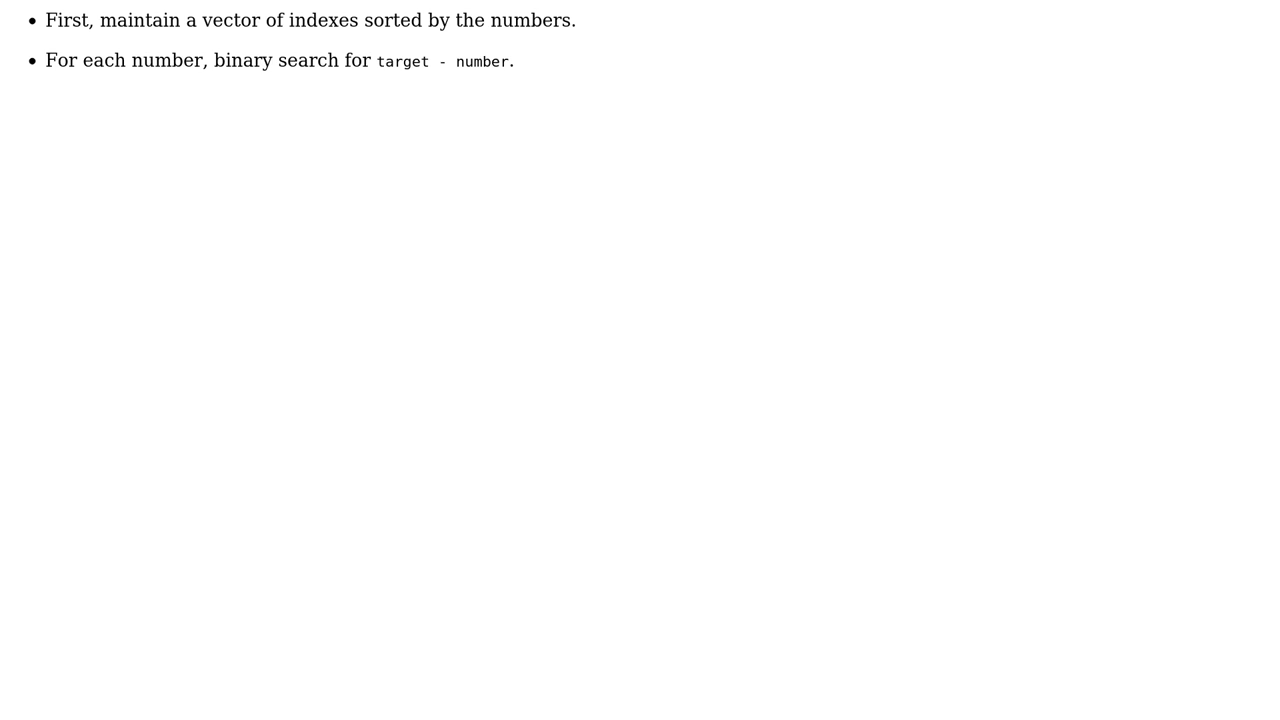 First, maintain a vector of indexes sorted by the numbers.
For each number, binary search for target - number.